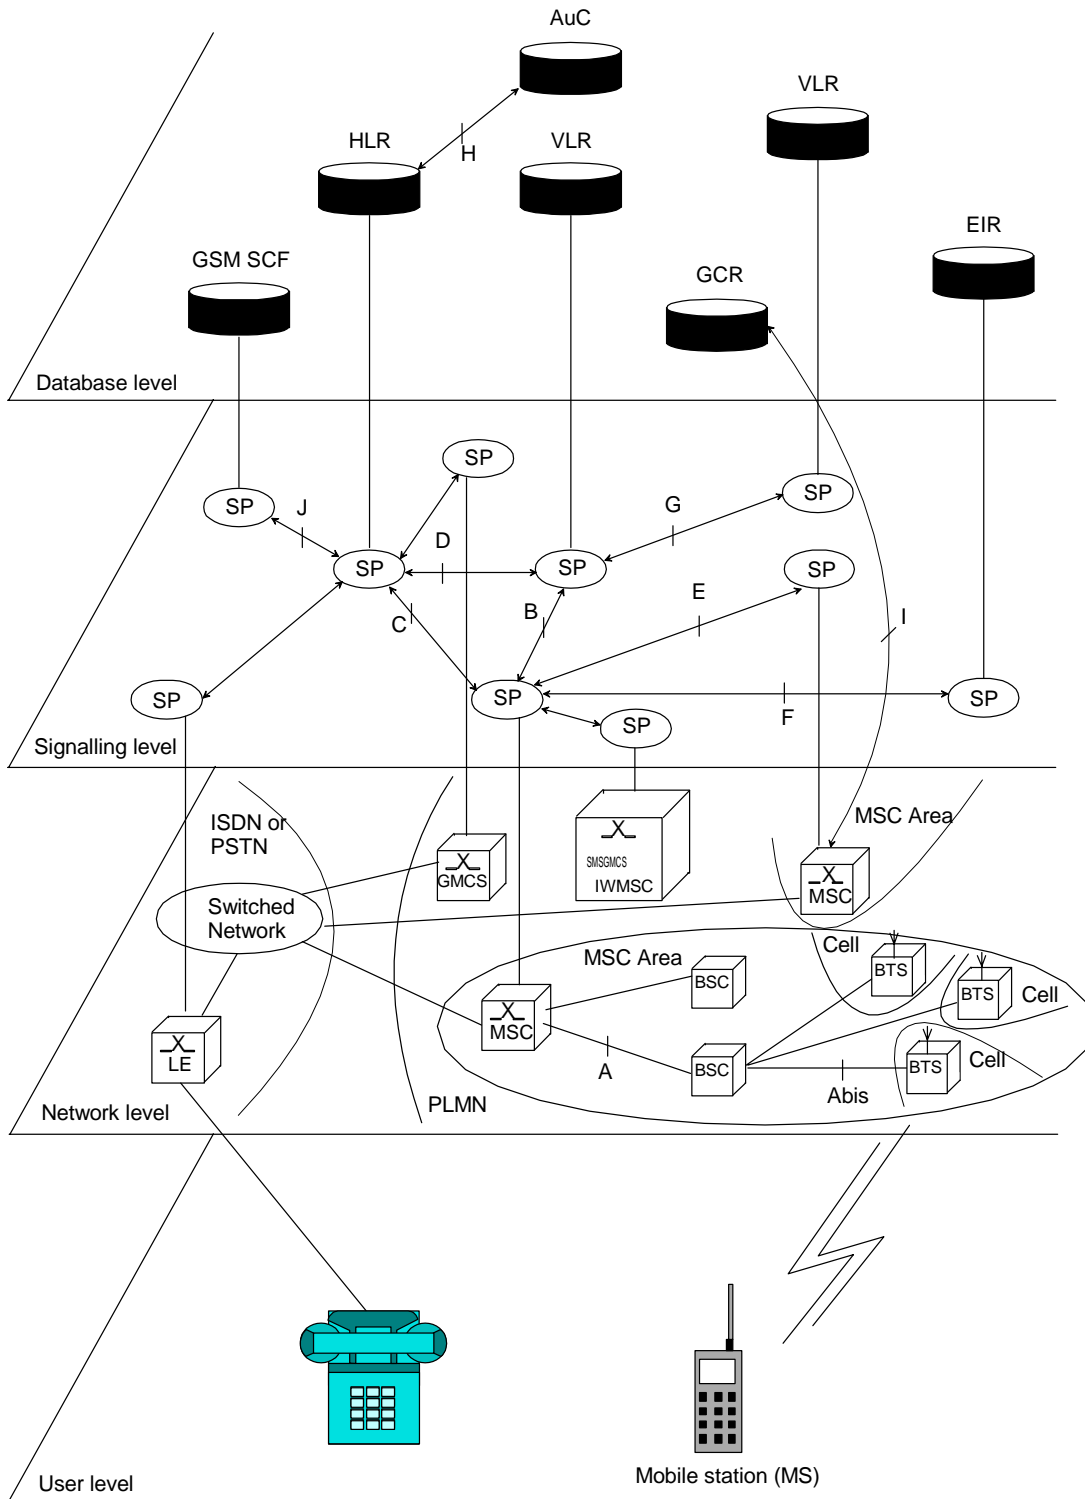 AuC
VLR
HLR
H
VLR
EIR
GSM SCF
GCR
Database level
SP
SP
J
G
SP
D
SP
SP
SP
E
B
C
I
SP
SP
F
SP
SP
Signalling level
ISDN or
PSTN
MSC Area
GMCS
SMSGMCS
IWMSC
MSC
Switched
Network
Cell
MSC Area
BTS
BSC
BTS
Cell
MSC
LE
A
BSC
BTS
Cell
Abis
PLMN
Network level
Mobile station (MS)
User level